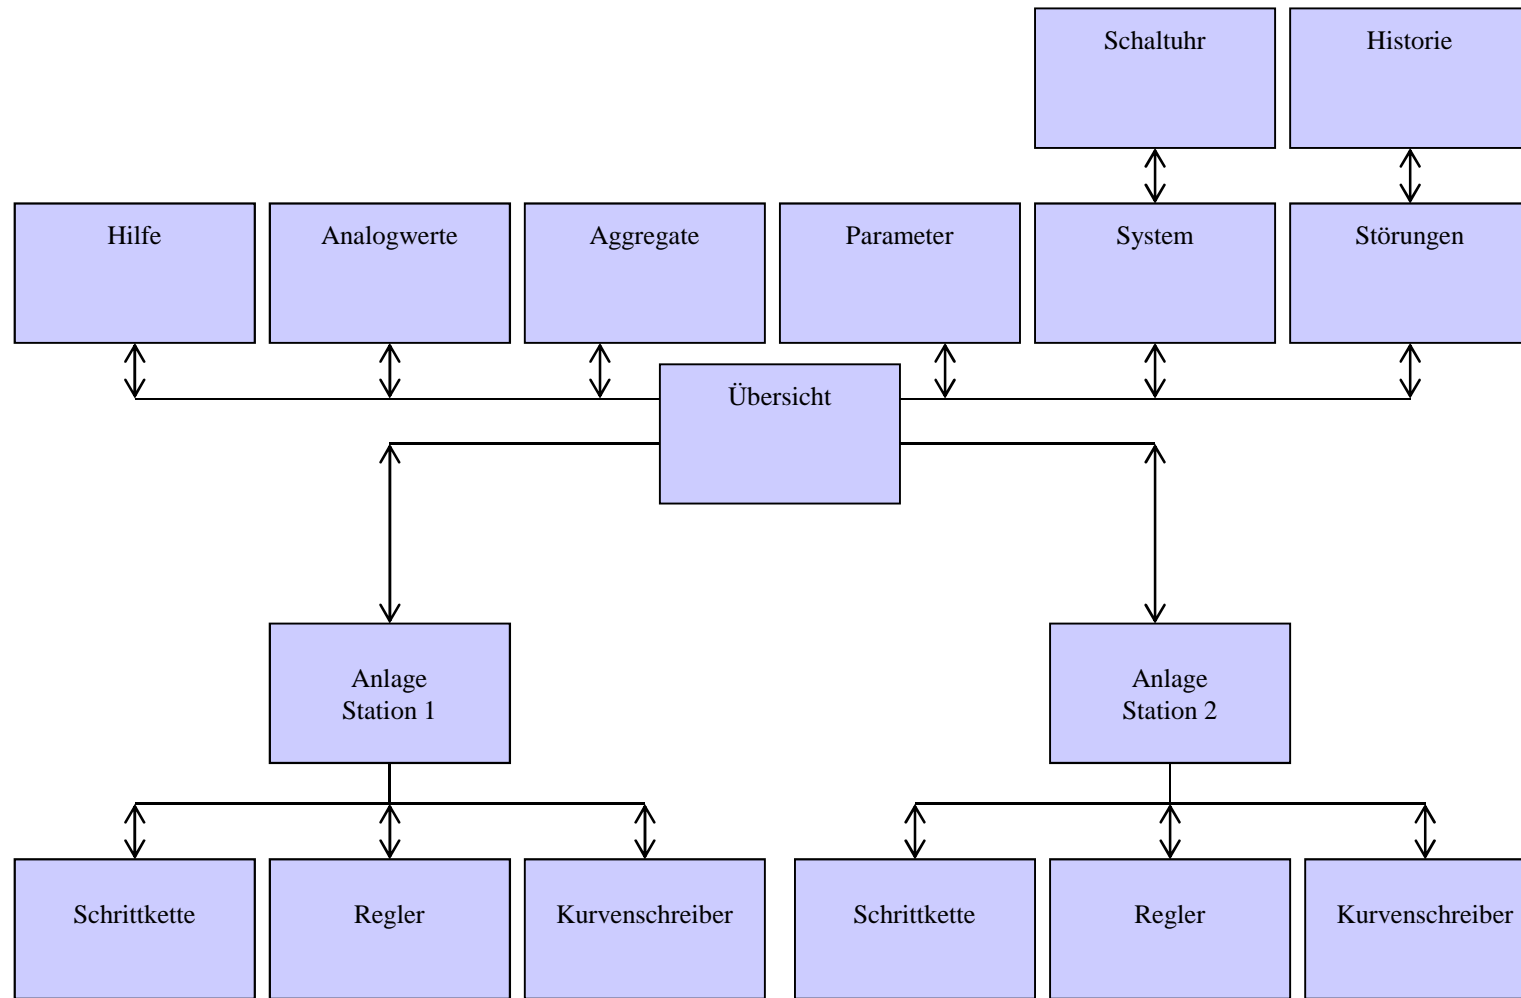 Schaltuhr
Historie
Hilfe
Analogwerte
Aggregate
Parameter
System
Störungen
Übersicht
Anlage
Station 1
Anlage
Station 2
Schrittkette
Regler
Kurvenschreiber
Schrittkette
Regler
Kurvenschreiber